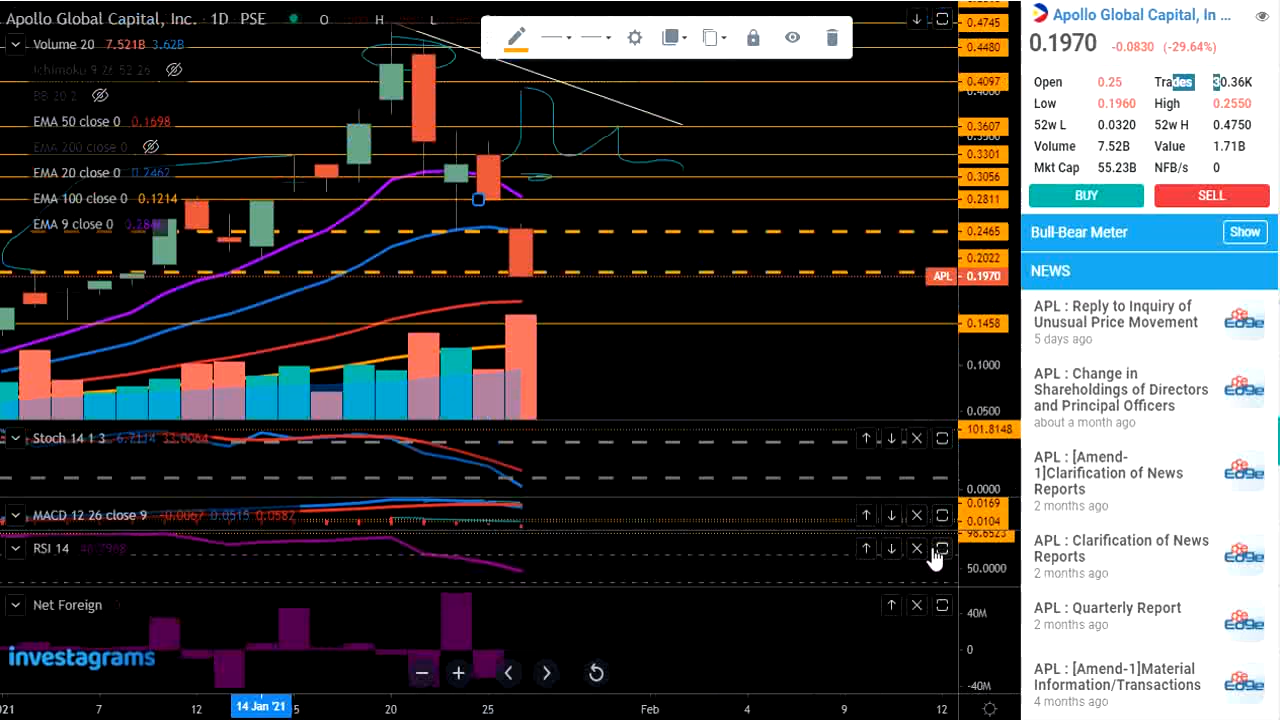 Apollo Global Capital, Inc. · 1D PSE O H L
Volume 20 7.521B 3.62B
Ichimoku 9 26 52 26
BB 20 2
EMA 50 close 0 0.1698
EMA 200 close 0
EMA 20 close 0 0.2462
EMA 100 close 0 0.1214
EMA 9 close 0
0.4745
0.4480
0.4097
0.3607
0.3301
0.3056
0.2811
0.2465
0.2022
APL 0.1970
0.1458
0.1000
0.0500
Stoch 14 1 3 6.7114 33.0064
101.8148
0.0000
MACD 12 26 close 9 -0.0067 0.0515 0.0582
0.0169
0.0104
RSI 14
98.6523
50.0000
Net Foreign
40M
0
-40M
investagrams
021 7 12 14 Jan '21 5 20 25 Feb 4 9 12
Apollo Global Capital, In ...
0.1970 -0.0830 (-29.64%)
Open 0.25 Trades 30.36K
Low 0.1960 High 0.2550
52w L 0.0320 52w H 0.4750
Volume 7.52B Value 1.71B
Mkt Cap 55.23B NFB/s 0
BUY SELL
Bull-Bear Meter Show
NEWS
APL : Reply to Inquiry of
Unusual Price Movement
5 days ago
APL : Change in
Shareholdings of Directors
and Principal Officers
about a month ago
APL : [Amend-
1]Clarification of News
Reports
2 months ago
APL : Clarification of News
Reports
2 months ago
APL : Quarterly Report
2 months ago
APL : [Amend-1]Material
Information/Transactions
4 months ago